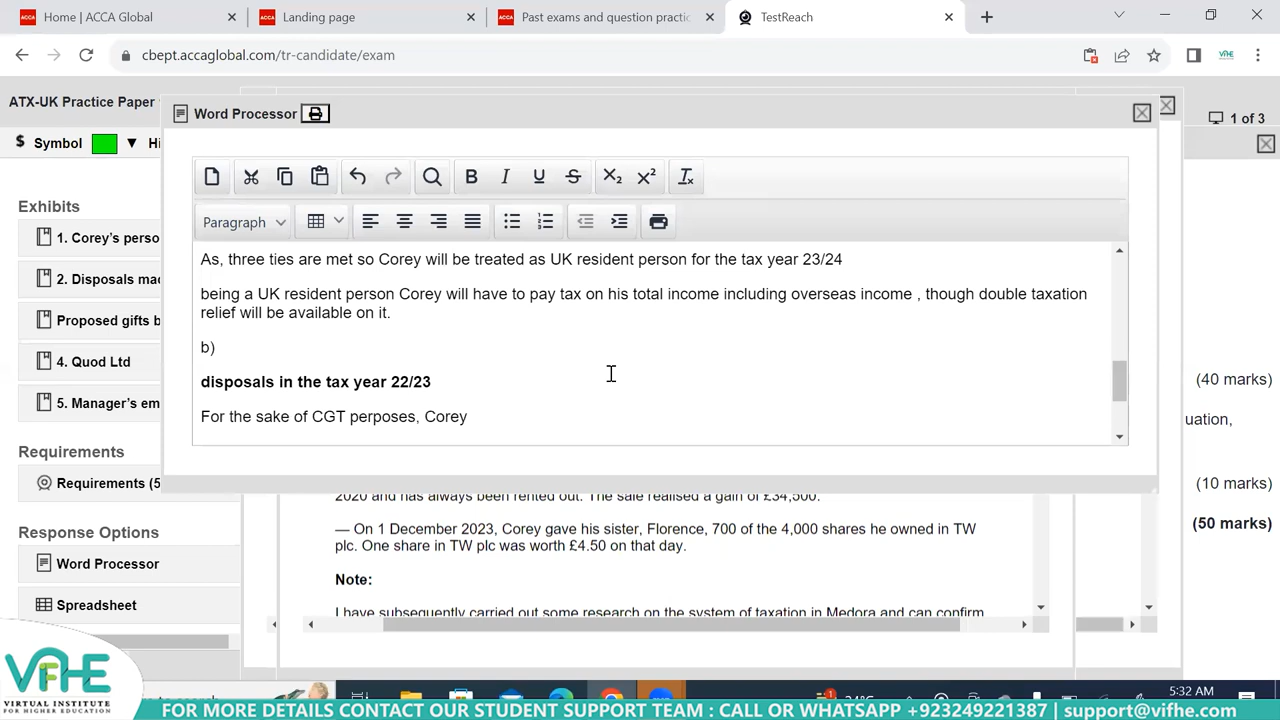 Home | ACCA Global
Landing page
Past exams and question practic
TestReach
cbept.accaglobal.com/tr-candidate/exam
VIFHE
ATX-UK Practice Paper
Word Processor
1 of 3
$ Symbol
Hi
Paragraph
Exhibits
1. Corey's perso
2. Disposals mad
Proposed gifts b
4. Quod Ltd
5. Manager's em
Requirements
Requirements (5
Response Options
Word Processor
Spreadsheet
As, three ties are met so Corey will be treated as UK resident person for the tax year 23/24
being a UK resident person Corey will have to pay tax on his total income including overseas income , though double taxation
relief will be available on it.
b)
disposals in the tax year 22/23
For the sake of CGT perposes, Corey
(40 marks)
uation,
(10 marks)
(50 marks)
2020 and has always been rented out. The sale realised a gain of £34,500.
— On 1 December 2023, Corey gave his sister, Florence, 700 of the 4,000 shares he owned in TW
plc. One share in TW plc was worth £4.50 on that day.
Note:
I have subsequently carried out some research on the system of taxation in Medora and can confirm
5:32 AM
VIFHE
VIRTUAL INSTITUTE
FOR HIGHER EDUCATION
FOR MORE DETAILS CONTACT OUR STUDENT SUPPORT TEAM : CALL OR WHATSAPP +923249221387 | support@vifhe.com